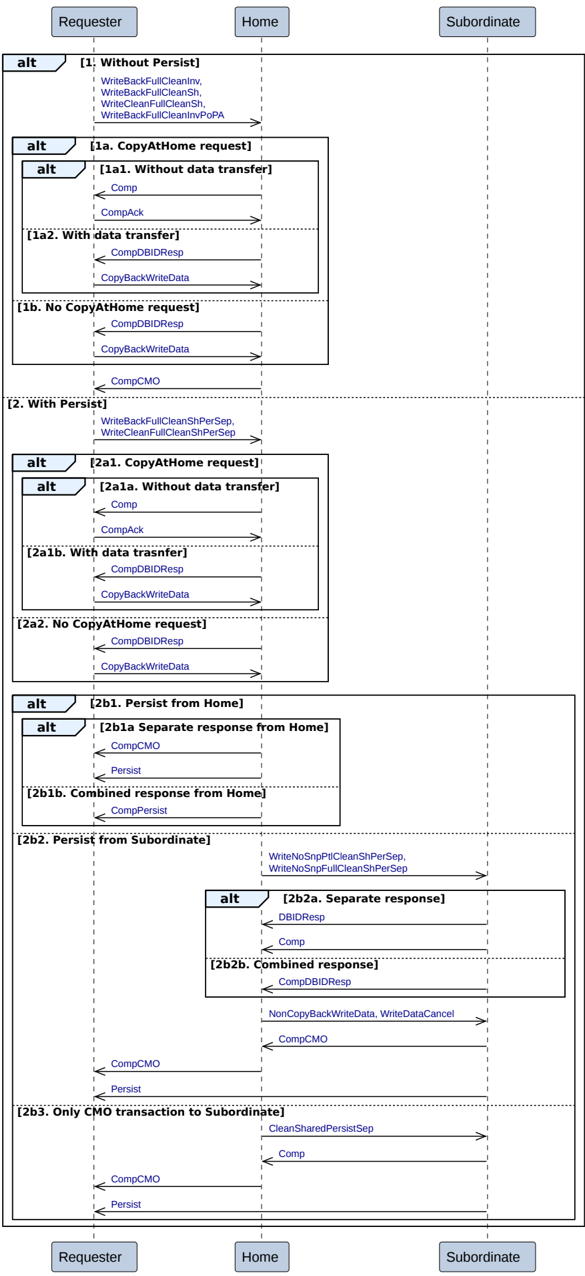 Requester
Home
Subordinate
alt
[1. Without Persist]
WriteBackFullCleanInv,
WriteBackFullCleanSh,
WriteCleanFullCleanSh,
WriteBackFullCleanInvPoPA
alt
[1a. CopyAtHome request]
alt
[1a1. Without data transfer]
Comp
CompAck
[1a2. With data transfer]
CompDBIDResp
CopyBackWriteData
[1b. No CopyAtHome request]
CompDBIDResp
CopyBackWriteData
CompCMO
[2. With Persist]
WriteBackFullCleanShPerSep,
WriteCleanFullCleanShPerSep
alt
[2a1. CopyAtHome request]
alt
[2a1a. Without data transfer]
Comp
CompAck
[2a1b. With data trasnfer]
CompDBIDResp
CopyBackWriteData
[2a2. No CopyAtHome request]
CompDBIDResp
CopyBackWriteData
alt
[2b1. Persist from Home]
alt
[2b1a Separate response from Home]
CompCMO
Persist
[2b1b. Combined response from Home]
CompPersist
[2b2. Persist from Subordinate]
WriteNoSnpPtlCleanShPerSep,
WriteNoSnpFullCleanShPerSep
alt
[2b2a. Separate response]
DBIDResp
Comp
[2b2b. Combined response]
CompDBIDResp
NonCopyBackWriteData, WriteDataCancel
CompCMO
CompCMO
Persist
[2b3. Only CMO transaction to Subordinate]
CleanSharedPersistSep
Comp
CompCMO
Persist
Requester
Home
Subordinate